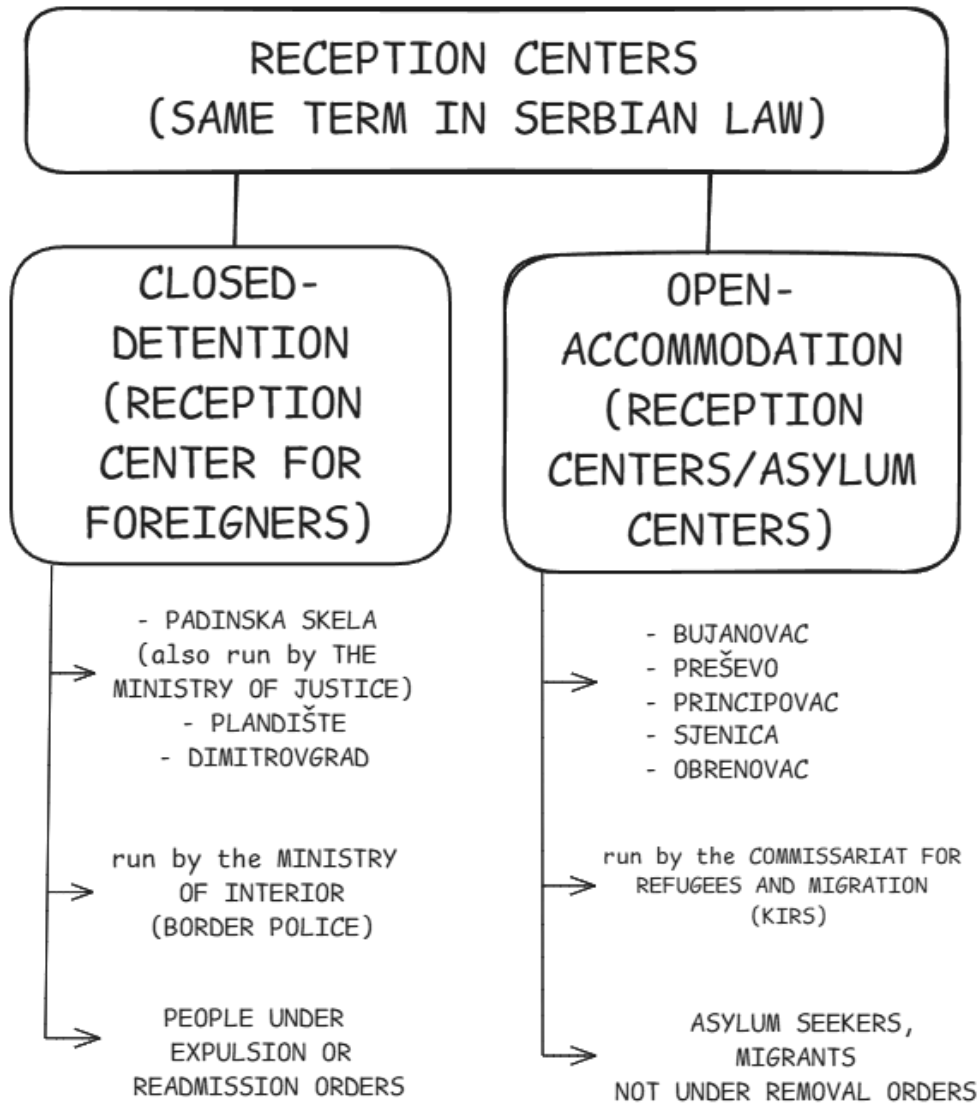 RECEPTION CENTERS
(SAME TERM IN SERBIAN LAW)
CLOSED-
DETENTION
(RECEPTION
CENTER FOR
FOREIGNERS)
- PADINSKA SKELA
(also run by THE
MINISTRY OF JUSTICE)
- PLANDIŠTE
- DIMITROVGRAD
run by the MINISTRY
OF INTERIOR
(BORDER POLICE)
PEOPLE UNDER
EXPULSION OR
READMISSION ORDERS
OPEN-
ACCOMMODATION
(RECEPTION
CENTERS/ASYLUM
CENTERS)
- BUJANOVAC
- PREŠEVO
- PRINCIPOVAC
- SJENICA
- OBRENOVAC
run by the COMMISSARIAT FOR
REFUGEES AND MIGRATION
(KIRS)
ASYLUM SEEKERS,
MIGRANTS
NOT UNDER REMOVAL ORDERS